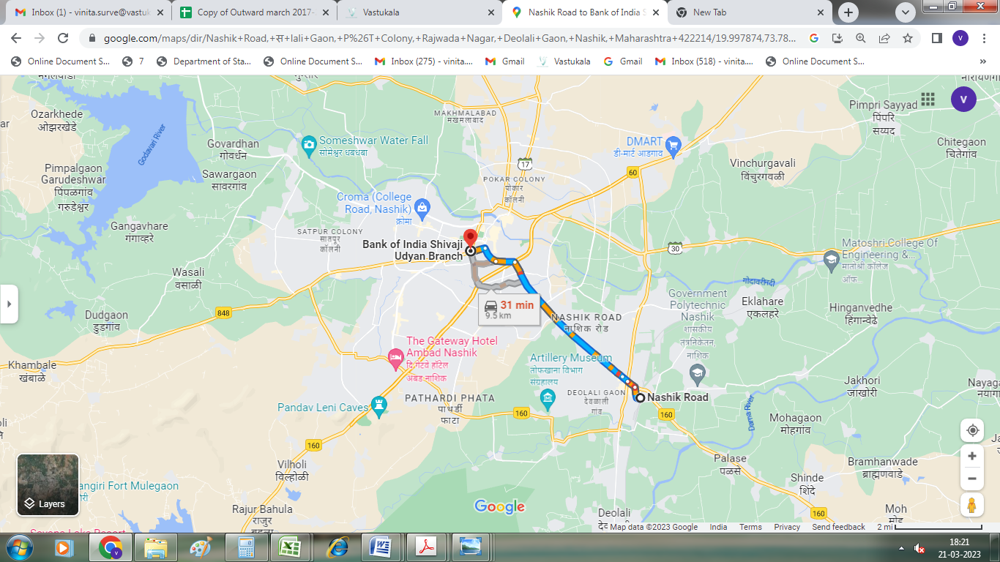 Inbox (1) - vinita.surve@vastuk
Copy of Outward march 2017-
Vastukala
Nashik Road to Bank of India S
New Tab
google.com/maps/dir/Nashik+Road,+स+lali+Gaon,+P%26T+Colony,+Rajwada+Nagar,+Deolali+Gaon,+Nashik,+Maharashtra+422214/19.997874,73.78...
V
Online Document S...
7
Department of Sta...
Online Document S...
Inbox (275) - vinita....
Gmail
Vastukala
Gmail
Inbox (518) - vinita....
Online Document S...
»
V
Ozarkhede
ओझरखेडे
Godavari River
Govardhan
गोवर्धन
Someshwar Water Fall
सोमेश्वर धबधबा
MAKHMALABAD
मखमलाबाद
17
DMART
डी-मार्ट आडगाव
60
Pimpri Sayyad
पिंपरि
सय्यद
Chitegaon
चितेगांव
Pimpalgaon
Garudeshwar
पिंपळगांव
गरुडेश्वर
Sawargaon
सावरगांव
POKAR COLONY
पोकार
कॉलनी
Vinchurgavali
विंचुरगवळी
Croma (College
Road, Nashik)
क्रोमा
Gangavhare
गंगाव्हरे
SATPUR COLONY
सातपूर
कॉलनी
Bank of India Shivaji
Udyan Branch
30
Matoshri College Of
Engineering &...
मातोश्री कॉलेज
ऑफ...
Wasali
वसाळी
31 min
9.5 km
गोदावरी नदी
Government
Polytechnic
Nashik
शासकीय
तंत्रनिकेतन
नाशिक
Eklahare
एकलहरे
Hinganvedhe
हिंगान्वेढे
848
Dudgaon
डुडगांव
NASHIK ROAD
नाशिक रोड
The Gateway Hotel
Ambad Nashik
दि गेटवे हॉटेल
अंबड नाशिक
Artillery Museum
तोफखाना विभाग
संग्रहालय
Khambale
खंबाळे
Pandav Leni Caves
PATHARDI PHATA
पाथर्डी
फाटा
DEOLALI GAON
देवळाली
गांव
Nashik Road
Jakhori
जाखोरी
Nayaga
160
160
Darna River
Mohagaon
मोहगांव
160
Vilholi
विल्होळी
Palase
पळसे
Bramhanwade
ब्राह्मणवाडे
Shinde
शिंदे
angiri Fort Mulegaon
Layers
Rajur Bahula
राजुर
बहुला
Google
Deolali
160
Moh
मोह
Map data ©2023 Google
India
Terms
Privacy
Send feedback
2 mi
18:21
21-03-2023